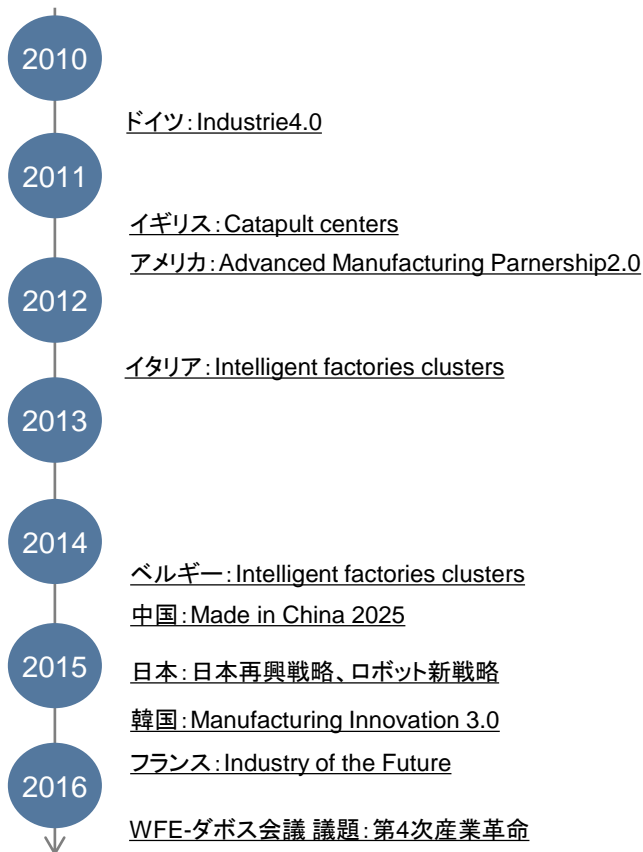 2010
ドイツ：Industrie4.0
2011
イギリス：Catapult centers
アメリカ：Advanced Manufacturing Parnership2.0
2012
イタリア：Intelligent factories clusters
2013
2014
ベルギー：Intelligent factories clusters
中国：Made in China 2025
2015
日本：日本再興戦略、ロボット新戦略
韓国：Manufacturing Innovation 3.0
フランス：Industry of the Future
2016
WFE-ダボス会議 議題：第4次産業革命